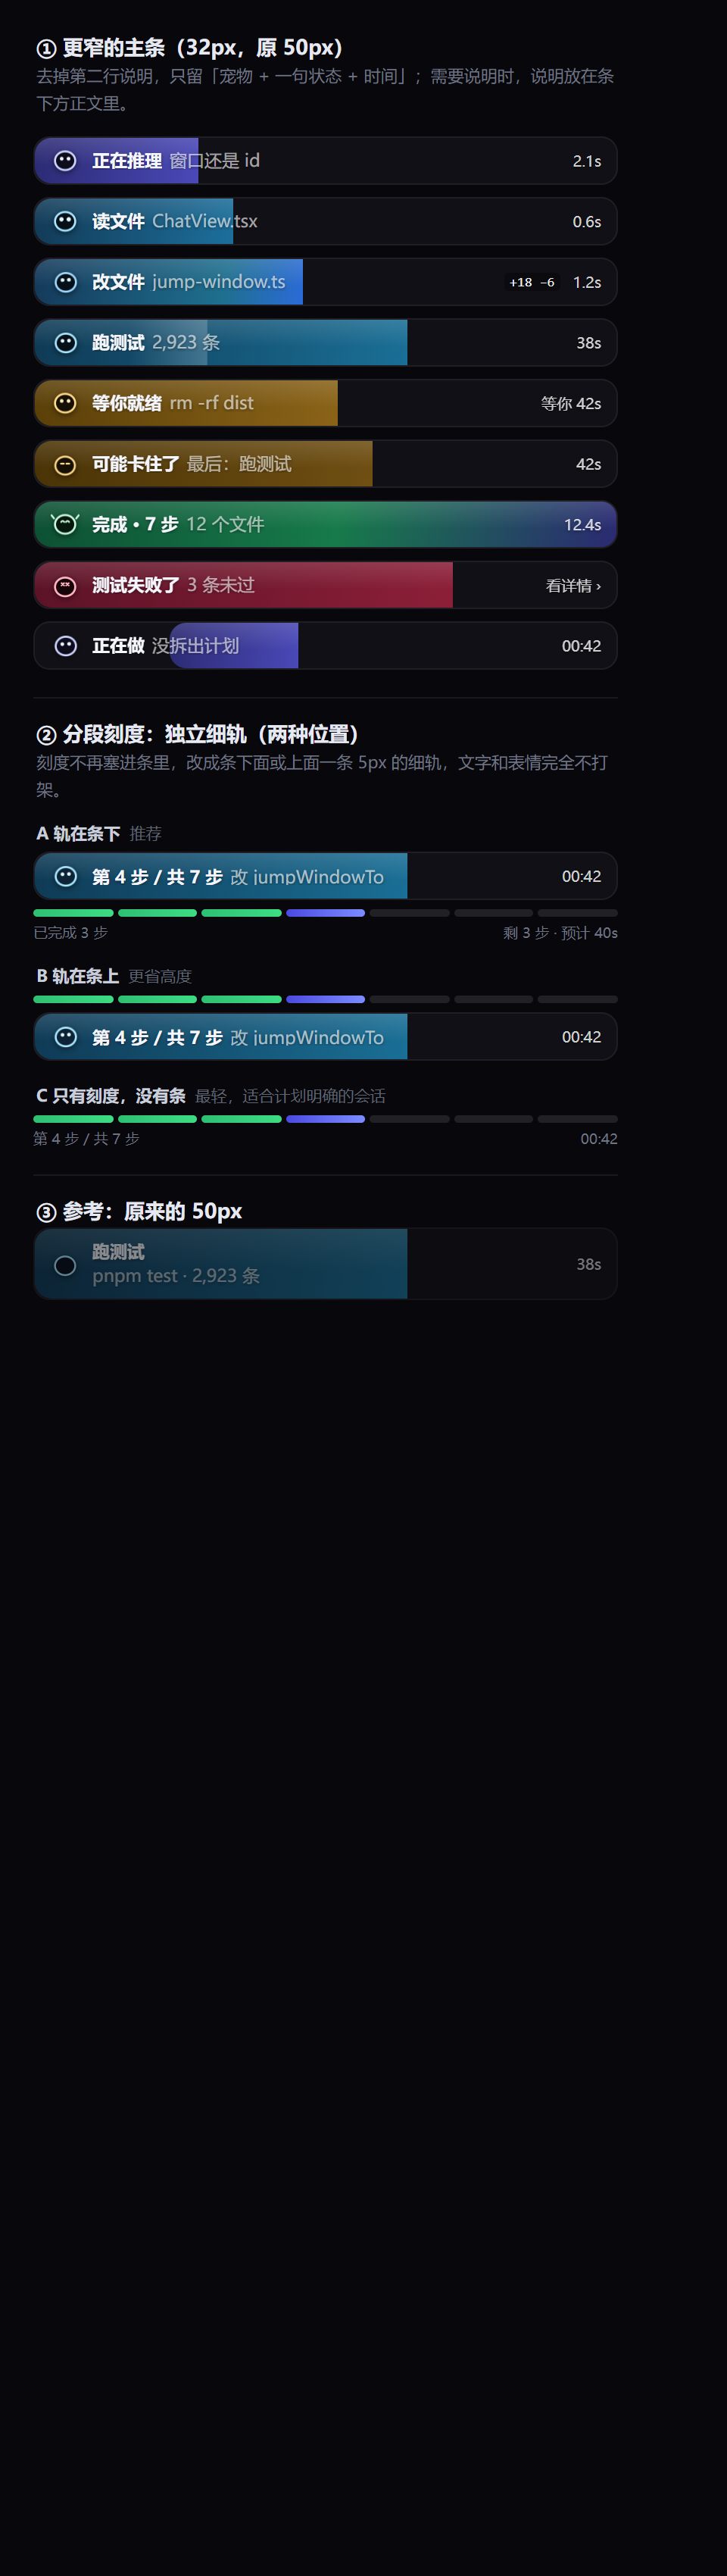 ① 更窄的主条（32px，原 50px）
去掉第二行说明，只留「宠物 + 一句状态 + 时间」；需要说明时，说明放在条
下方正文里。
正在推理 窗口还是 id 2.1s
读文件 ChatView.tsx 0.6s
改文件 jump-window.ts +18 −6 1.2s
跑测试 2,923 条 38s
等你就绪 rm -rf dist 等你 42s
可能卡住了 最后：跑测试 42s
完成 • 7 步 12 个文件 12.4s
测试失败了 3 条未过 看详情 ›
正在做 没拆出计划 00:42
② 分段刻度：独立细轨（两种位置）
刻度不再塞进条里，改成条下面或上面一条 5px 的细轨，文字和表情完全不打
架。
A 轨在条下 推荐
第 4 步 / 共 7 步 改 jumpWindowTo 00:42
已完成 3 步 剩 3 步 · 预计 40s
B 轨在条上 更省高度
第 4 步 / 共 7 步 改 jumpWindowTo 00:42
C 只有刻度，没有条 最轻，适合计划明确的会话
第 4 步 / 共 7 步 00:42
③ 参考：原来的 50px
跑测试
pnpm test · 2,923 条 38s